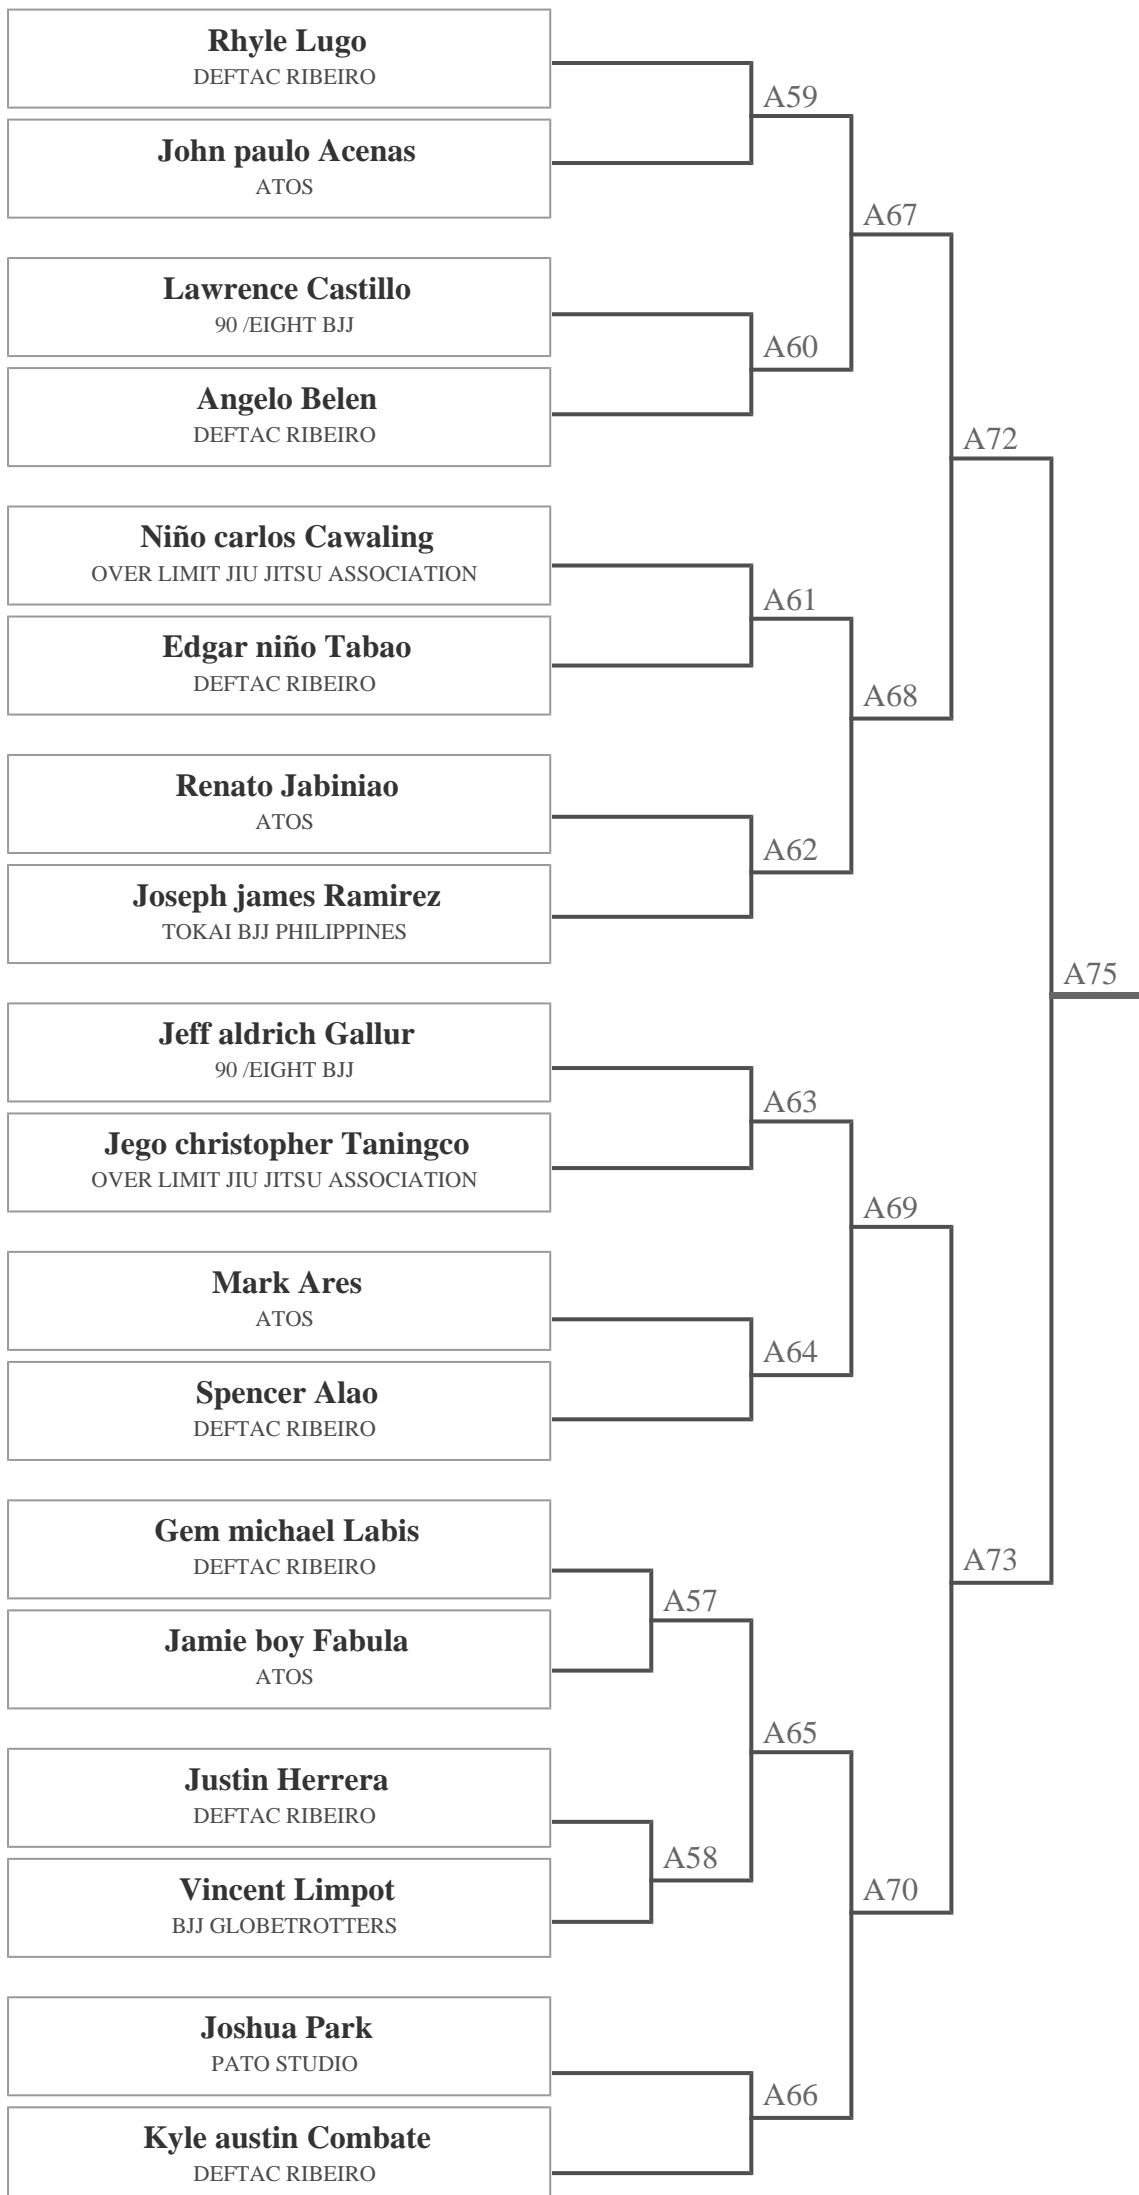 Rhyle Lugo
DEFTAC RIBEIRO
A59
John paulo Acenas
ATOS
A67
Lawrence Castillo
90 /EIGHT BJJ
A60
Angelo Belen
DEFTAC RIBEIRO
A72
Niño carlos Cawaling
OVER LIMIT JIU JITSU ASSOCIATION
A61
Edgar niño Tabao
DEFTAC RIBEIRO
A68
Renato Jabiniao
ATOS
A62
Joseph james Ramirez
TOKAI BJJ PHILIPPINES
A75
Jeff aldrich Gallur
90 /EIGHT BJJ
A63
Jego christopher Taningco
OVER LIMIT JIU JITSU ASSOCIATION
A69
Mark Ares
ATOS
A64
Spencer Alao
DEFTAC RIBEIRO
Gem michael Labis
DEFTAC RIBEIRO
A73
A57
Jamie boy Fabula
ATOS
A65
Justin Herrera
DEFTAC RIBEIRO
A58
Vincent Limpot
BJJ GLOBETROTTERS
A70
Joshua Park
PATO STUDIO
A66
Kyle austin Combate
DEFTAC RIBEIRO